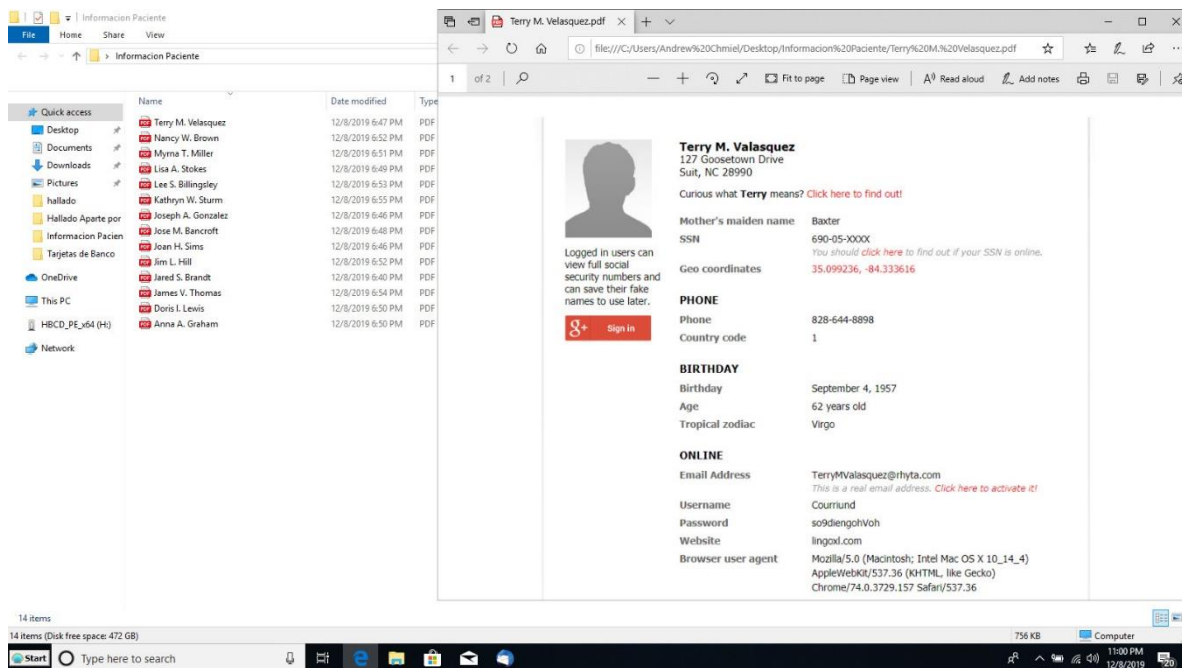 Informacion Paciente
File Home Share View
Informacion Paciente
Name Date modified Type
Quick access
Desktop
Documents
Downloads
Pictures
hallado
Hallado Aparte por
Informacion Pacien
Tarjetas de Banco
OneDrive
This PC
HBCD_PE_x64 (H:)
Network
Terry M. Velasquez 12/8/2019 6:47 PM PDF
Nancy W. Brown 12/8/2019 6:52 PM PDF
Myrna T. Miller 12/8/2019 6:51 PM PDF
Lisa A. Stokes 12/8/2019 6:49 PM PDF
Lee S. Billingsley 12/8/2019 6:53 PM PDF
Kathryn W. Sturm 12/8/2019 6:55 PM PDF
Joseph A. Gonzalez 12/8/2019 6:46 PM PDF
Jose M. Bancroft 12/8/2019 6:48 PM PDF
Joan H. Sims 12/8/2019 6:46 PM PDF
Jim L. Hill 12/8/2019 6:52 PM PDF
Jared S. Brandt 12/8/2019 6:40 PM PDF
James V. Thomas 12/8/2019 6:54 PM PDF
Doris I. Lewis 12/8/2019 6:50 PM PDF
Anna A. Graham 12/8/2019 6:50 PM PDF
14 items
14 items (Disk free space: 472 GB) 756 KB Computer
Terry M. Velasquez.pdf
file:///C:/Users/Andrew%20Chmiel/Desktop/Informacion%20Paciente/Terry%20M.%20Velasquez.pdf
1 of 2 Fit to page Page view Read aloud Add notes
Terry M. Valasquez
127 Goosetown Drive
Suit, NC 28990
Curious what Terry means? Click here to find out!
Logged in users can
view full social
security numbers and
can save their fake
names to use later.
g+ Sign in
Mother's maiden name Baxter
SSN 690-05-XXXX
You should click here to find out if your SSN is online.
Geo coordinates 35.099236, -84.333616
PHONE
Phone 828-644-8898
Country code 1
BIRTHDAY
Birthday September 4, 1957
Age 62 years old
Tropical zodiac Virgo
ONLINE
Email Address TerryMValasquez@rhyta.com
This is a real email address. Click here to activate it!
Username Courriund
Password so9diengohVoh
Website lingoxl.com
Browser user agent Mozilla/5.0 (Macintosh; Intel Mac OS X 10_14_4)
AppleWebKit/537.36 (KHTML, like Gecko)
Chrome/74.0.3729.157 Safari/537.36
Start Type here to search 11:00 PM
12/8/2019 20